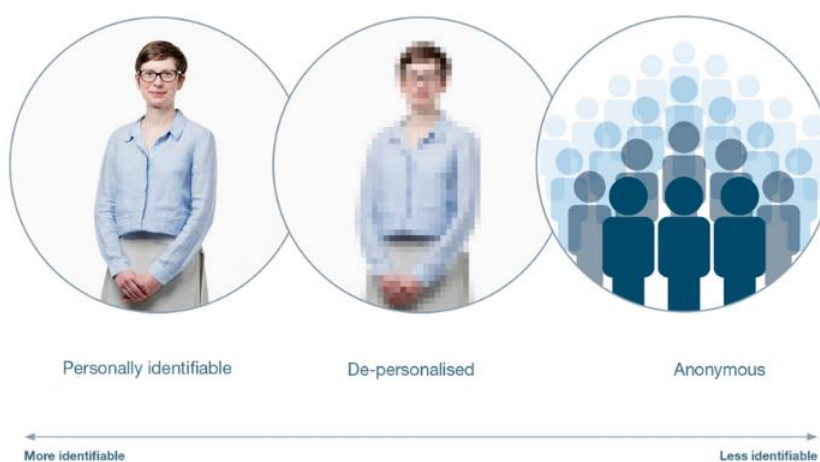 Personally identifiable
De-personalised
Anonymous
More identifiable
Less identifiable